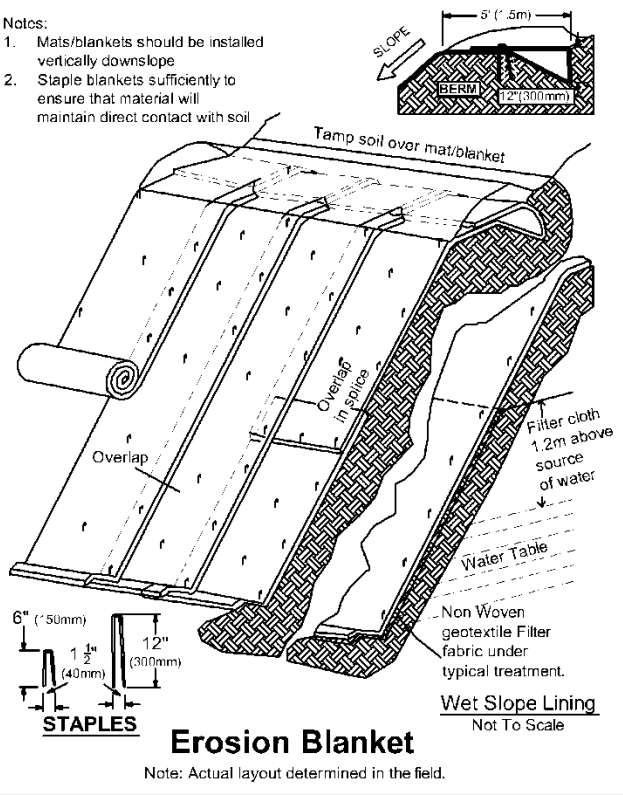 Notes:
1. Mats/blankets should be installed
vertically downslope
2. Staple blankets sufficiently to
ensure that material will
maintain direct contact with soil
5' (1.5m)
SLOPE
BERM
12"(300mm)
Tamp soil over mat/blanket
Overlap
in splice
Overlap
Filter cloth
1.2m above
source
of water
Water Table
Non Woven
geotextile Filter
fabric under
typical treatment.
Wet Slope Lining
Not To Scale
6" (150mm)
1 1/2"
(40mm)
12"
(300mm)
STAPLES
Erosion Blanket
Note: Actual layout determined in the field.